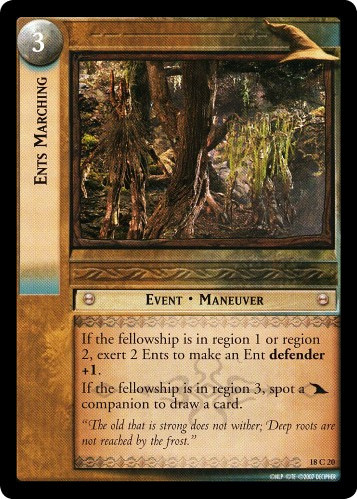 3
Ents Marching
Event • Maneuver
If the fellowship is in region 1 or region
2, exert 2 Ents to make an Ent defender
+1.
If the fellowship is in region 3, spot a
companion to draw a card.
"The old that is strong does not wither; Deep roots are
not reached by the frost."
18 C 20
©2007 DECIPHER